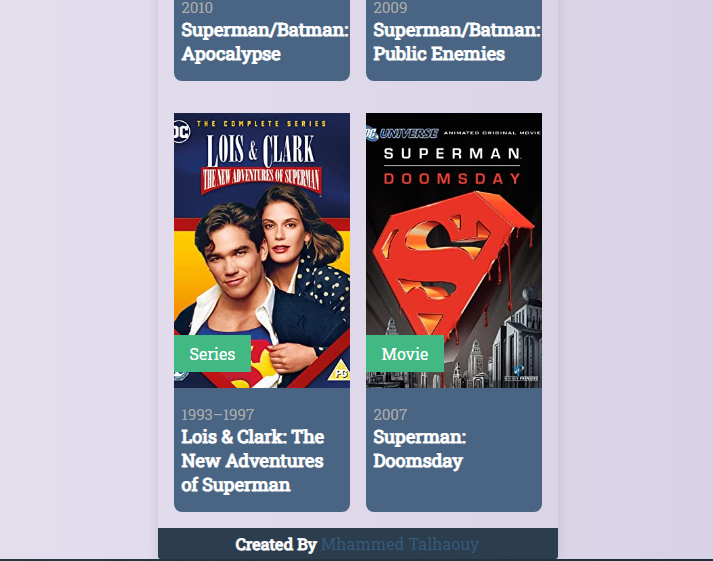 2010
Superman/Batman:
Apocalypse
2009
Superman/Batman:
Public Enemies
DC
THE COMPLETE SERIES
LOIS & CLARK
THE NEW ADVENTURES OF SUPERMAN
Series
PG
1993–1997
Lois & Clark: The
New Adventures
of Superman
DC UNIVERSE ANIMATED ORIGINAL MOVIE
SUPERMAN
DOOMSDAY
Movie
2007
Superman:
Doomsday
Created By Mhammed Talhaouy